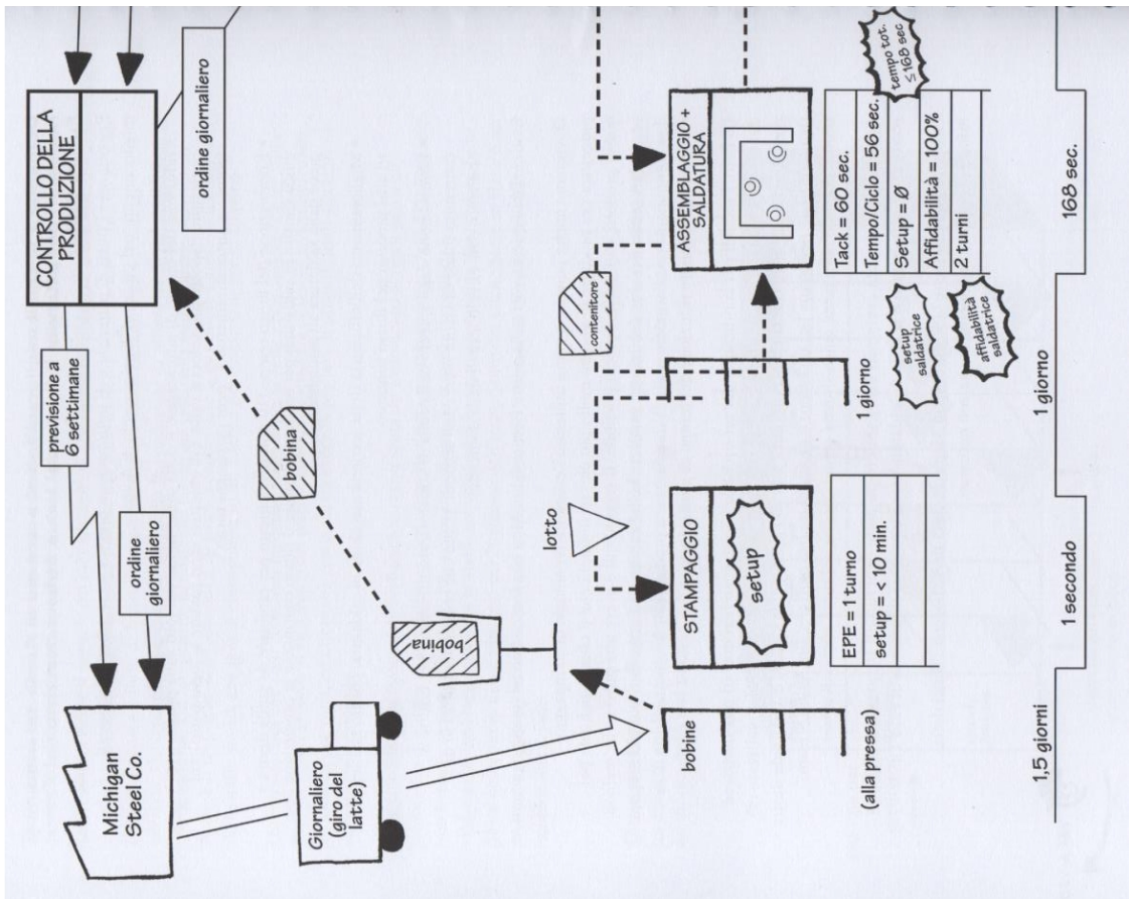 Michigan
Steel Co.
previsione a
6 settimane
ordine
giornaliero
CONTROLLO DELLA
PRODUZIONE
ordine giornaliero
bobina
Giornaliero
(giro del
latte)
bobina
bobine
(alla pressa)
lotto
STAMPAGGIO
setup
EPE = 1 turno
setup = < 10 min.
contenitore
1 giorno
ASSEMBLAGGIO +
SALDATURA
Tack = 60 sec.
Tempo/Ciclo = 56 sec.
Setup = Ø
Affidabilità = 100%
2 turni
tempo tot.
≤ 168 sec
setup
saldatrice
affidabilità
saldatrice
1,5 giorni
1 secondo
1 giorno
168 sec.